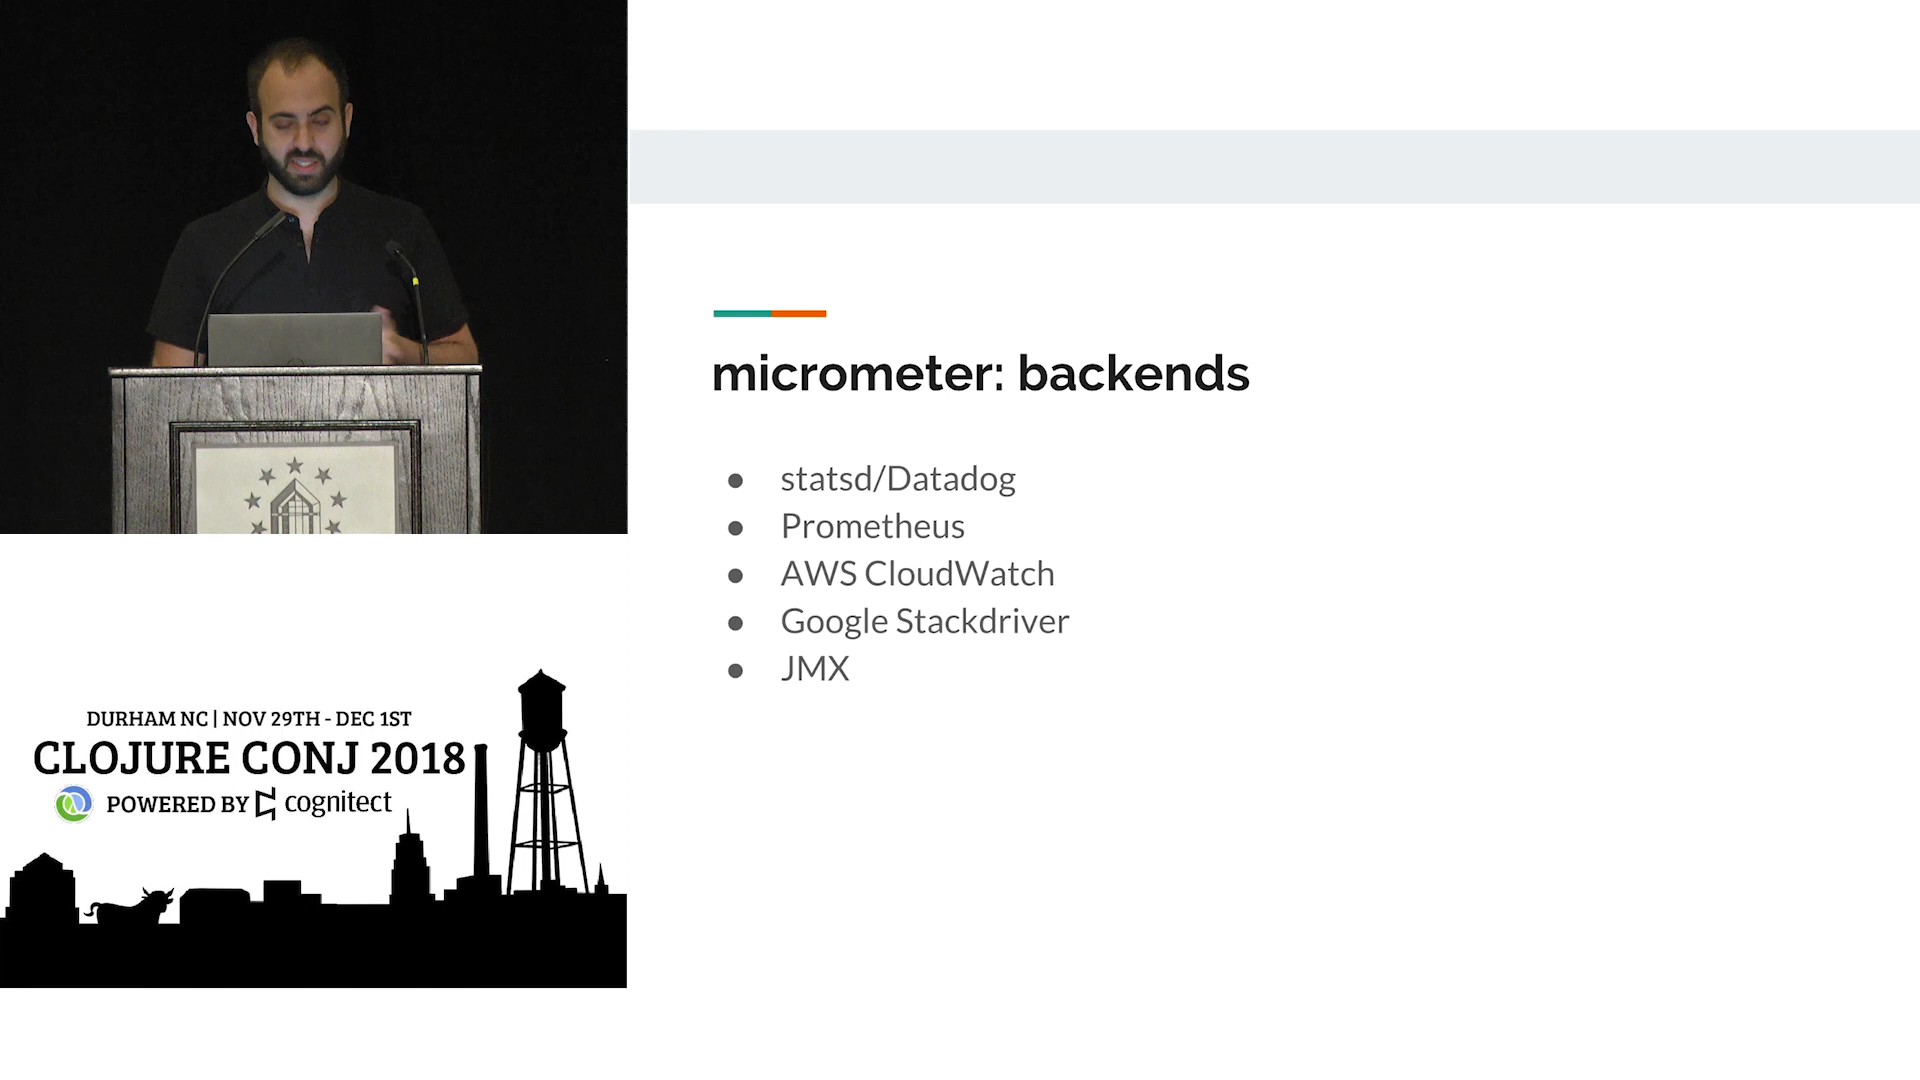 micrometer: backends
● statsd/Datadog
● Prometheus
● AWS CloudWatch
● Google Stackdriver
● JMX
DURHAM NC | NOV 29TH - DEC 1ST
CLOJURE CONJ 2018
POWERED BY cognitect